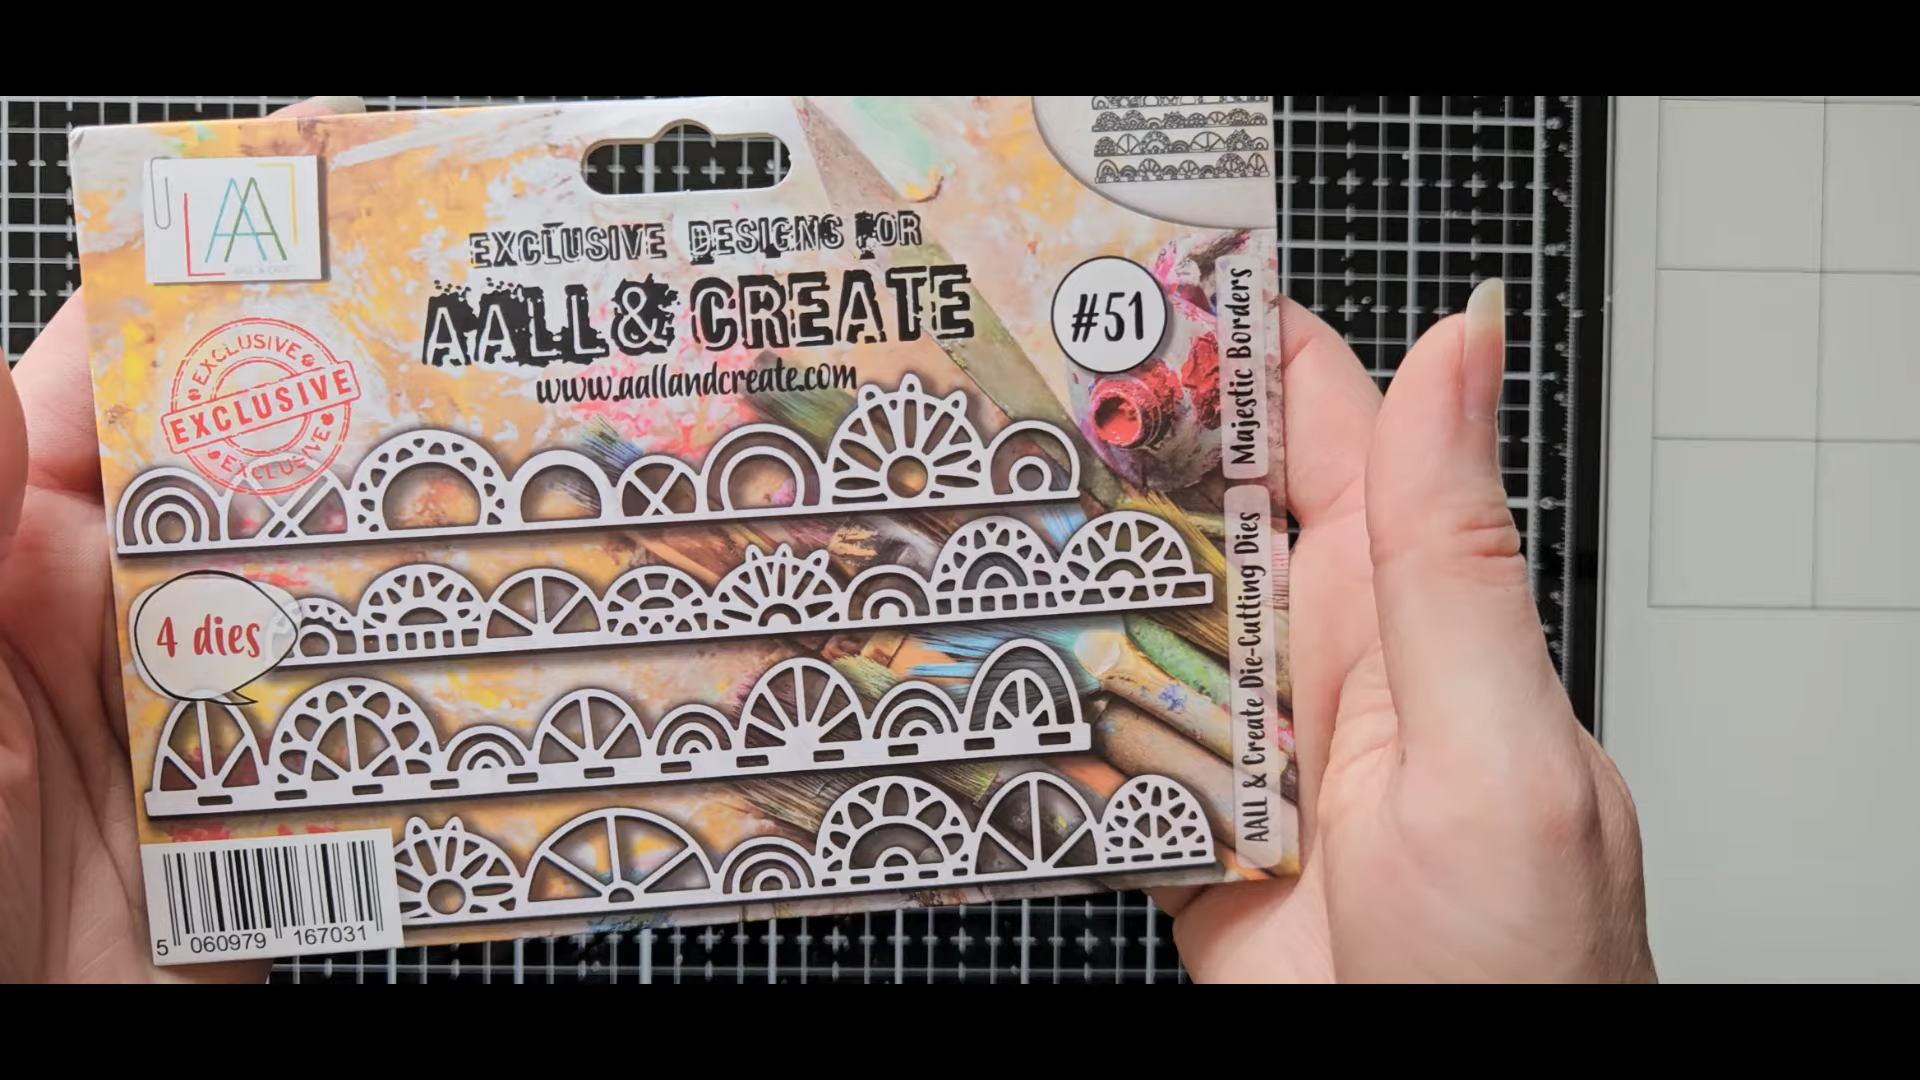 EXCLUSIVE DESIGNS FOR
AALL & CREATE
www.aallandcreate.com
#51
EXCLUSIVE
EXCLUSIVE
EXCLUSIVE
4 dies
Majestic Borders
AALL & Create Die-Cutting Dies
5 060979 167031